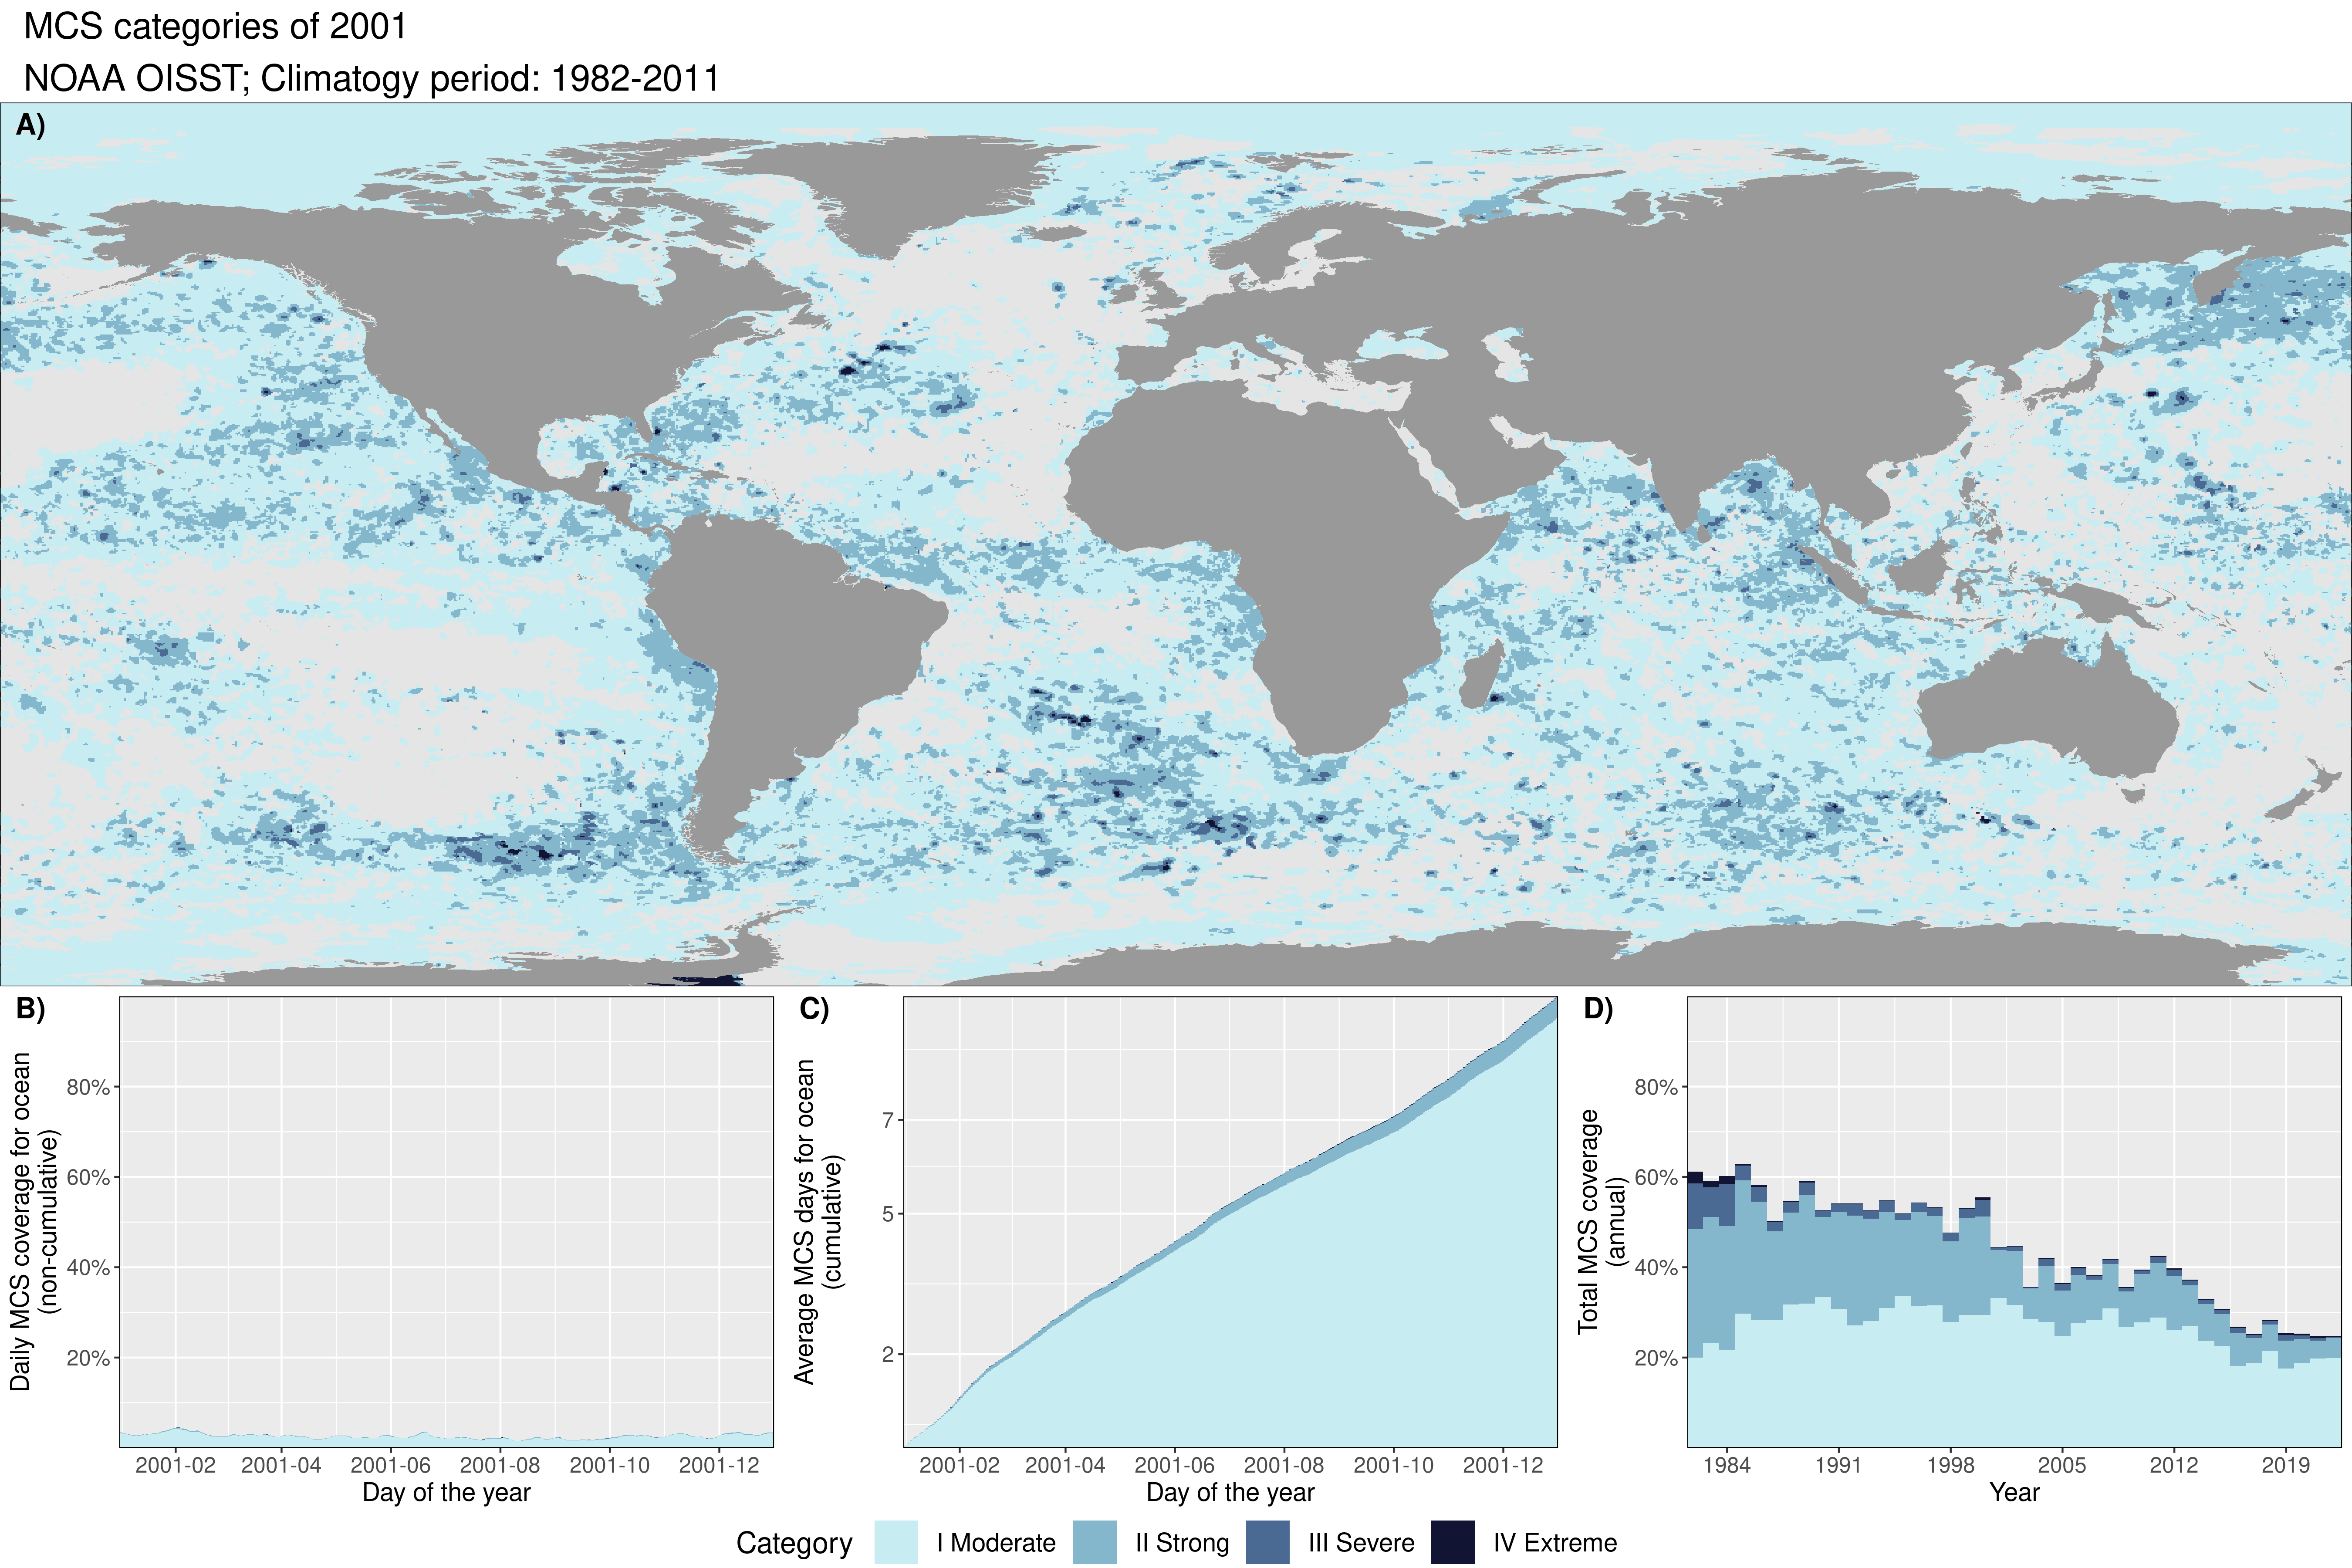 MCS categories of 2001
NOAA OISST; Climatogy period: 1982-2011
A)
B)
Daily MCS coverage for ocean
(non-cumulative)
80%
60%
40%
20%
2001-02 2001-04 2001-06 2001-08 2001-10 2001-12
Day of the year
C)
Average MCS days for ocean
(cumulative)
7
5
2
2001-02 2001-04 2001-06 2001-08 2001-10 2001-12
Day of the year
D)
Total MCS coverage
(annual)
80%
60%
40%
20%
1984 1991 1998 2005 2012 2019
Year
Category I Moderate II Strong III Severe IV Extreme